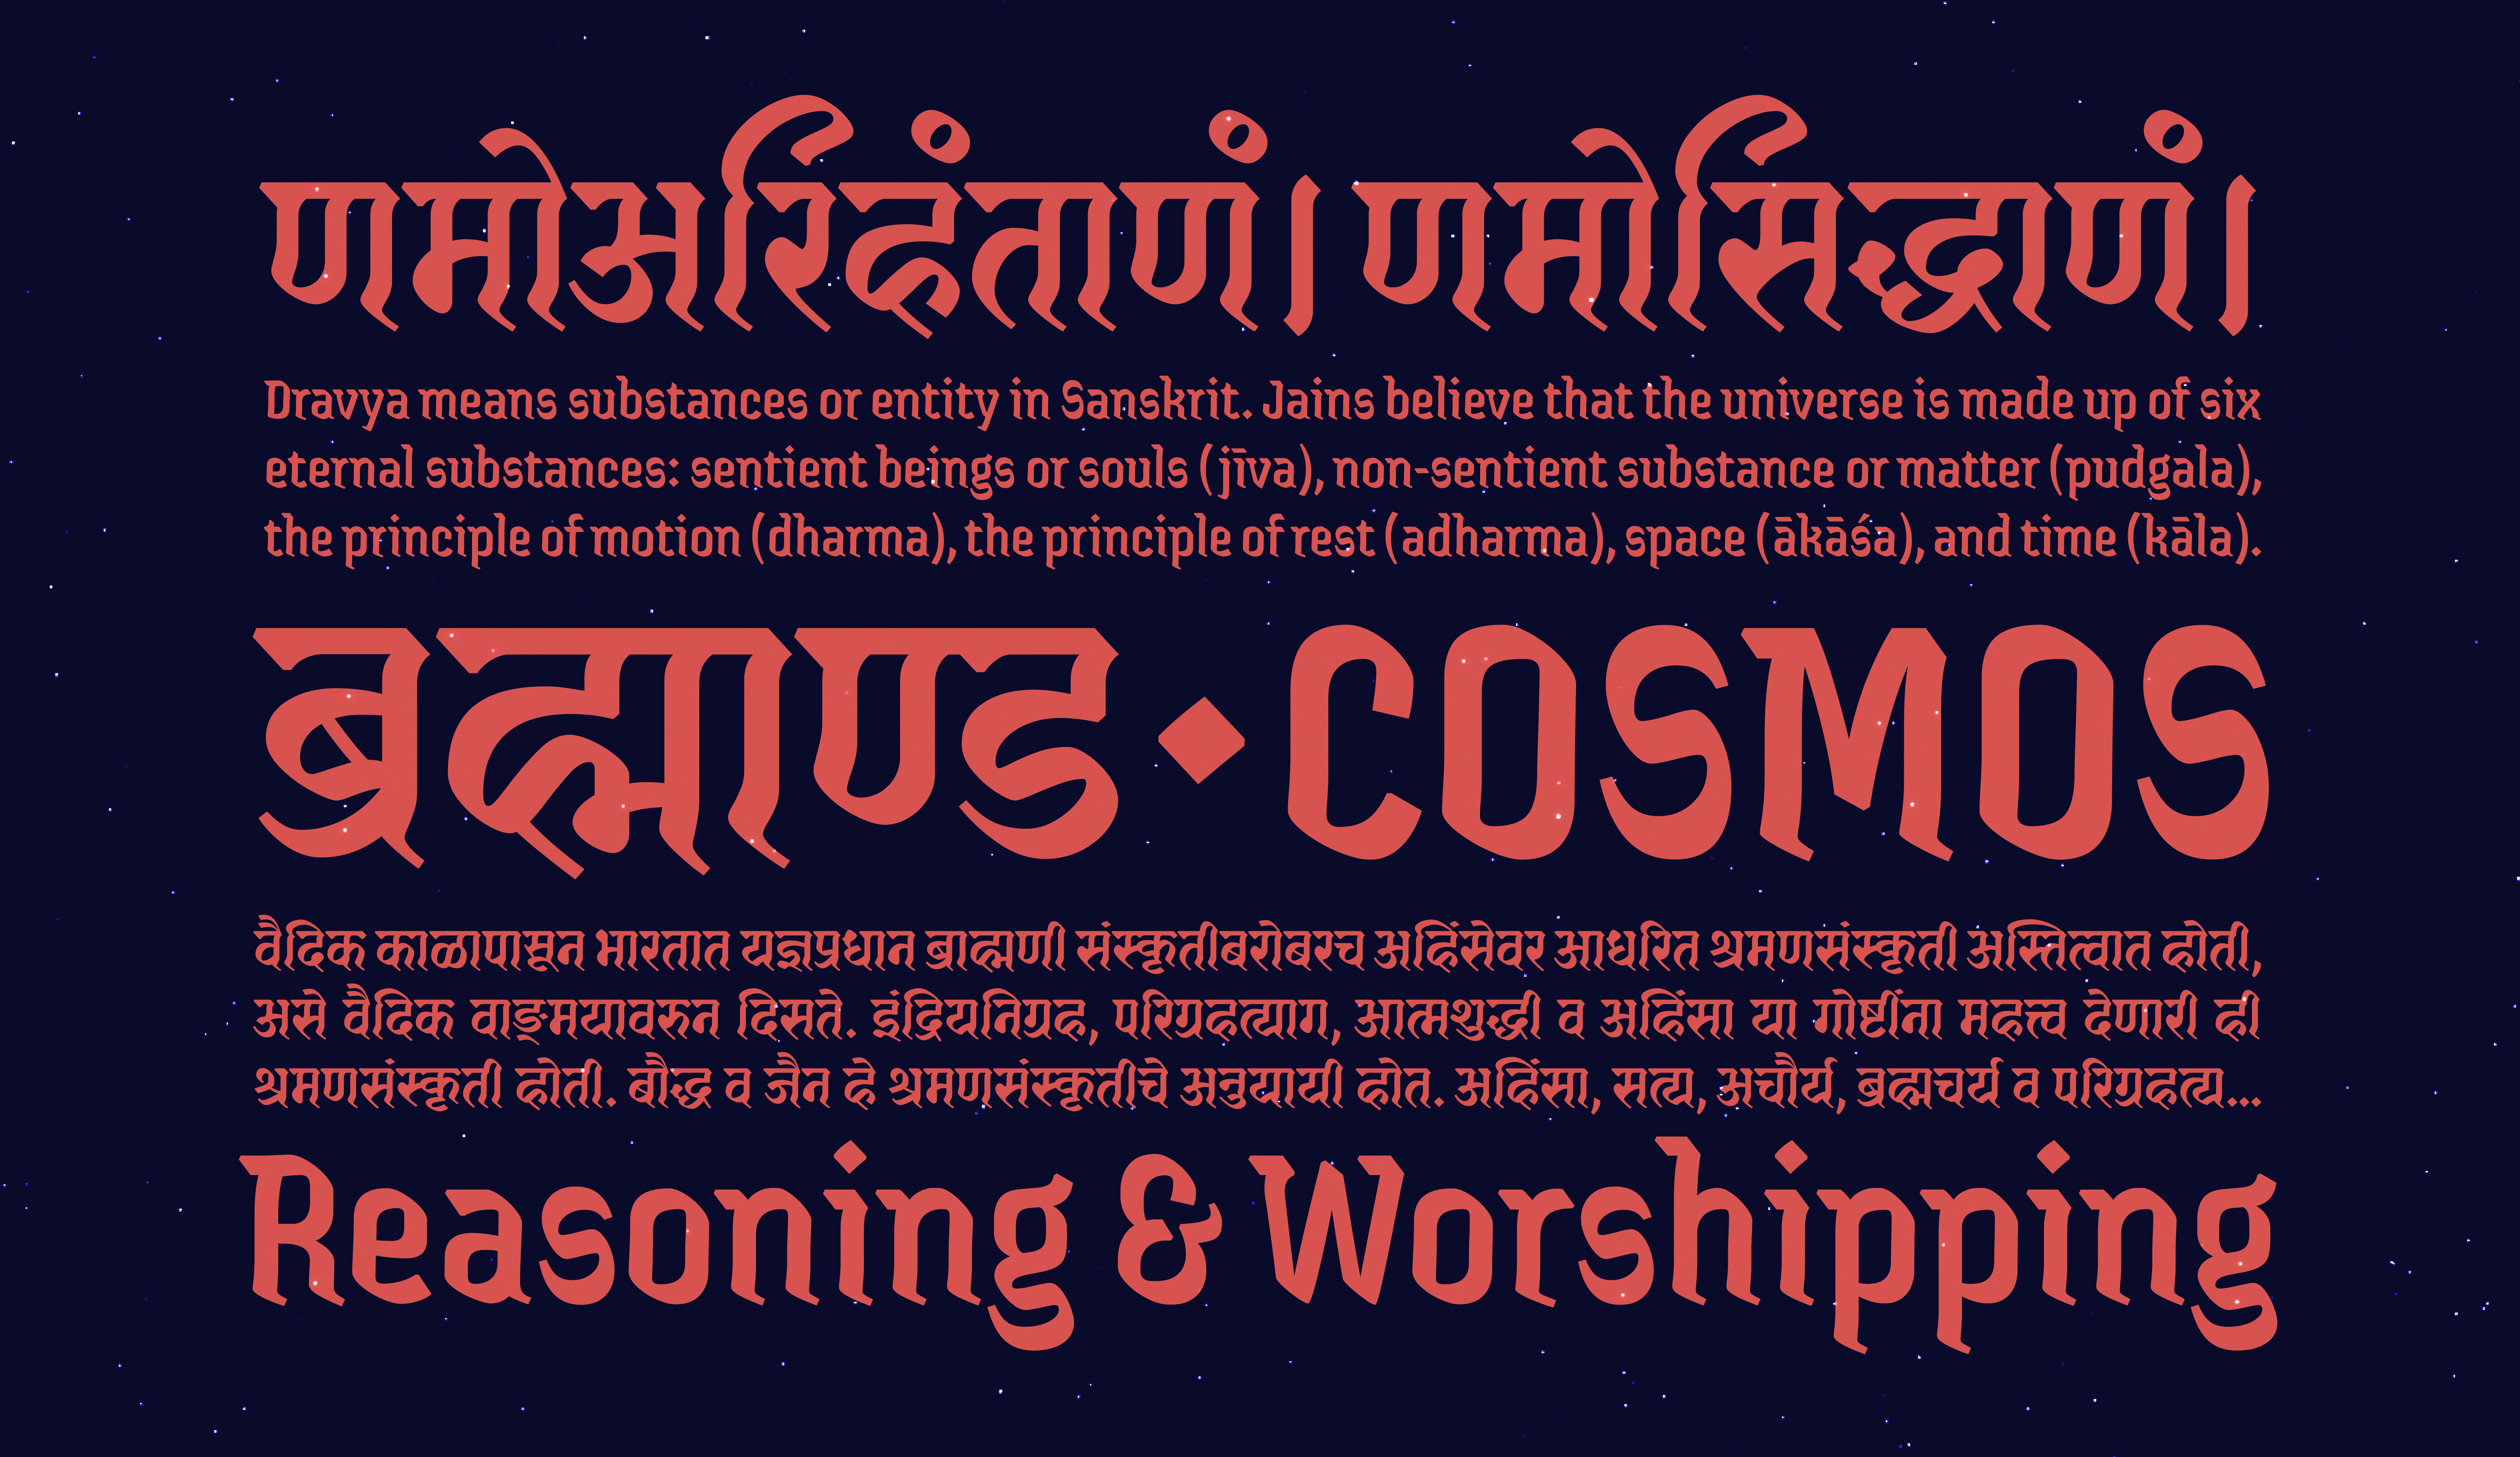 णमोअरिहंताणं। णमोसिद्धाणं।
Dravya means substances or entity in Sanskrit. Jains believe that the universe is made up of six
eternal substances: sentient beings or souls (jīva), non-sentient substance or matter (pudgala),
the principle of motion (dharma), the principle of rest (adharma), space (ākāśa), and time (kāla).
ब्रह्माण्ड • COSMOS
वैदिक काळापासून भारतात यज्ञप्रधान ब्राह्मणी संस्कृतीबरोबरच अहिंसेवर आधरित श्रमणसंस्कृती अस्तित्वात होती,
असे वैदिक वाङ्मयावरुन दिसते. इंद्रियनिग्रह, परिग्रहत्याग, आत्मशुद्धी व अहिंसा या गोष्टींना महत्त्व देणारी ही
श्रमणसंस्कृती होती. बौद्ध व जैन हे श्रमणसंस्कृतीचे अनुयायी होत. अहिंसा, सत्य, अचौर्य, ब्रह्मचर्य व परिग्रहत्य...
Reasoning & Worshipping